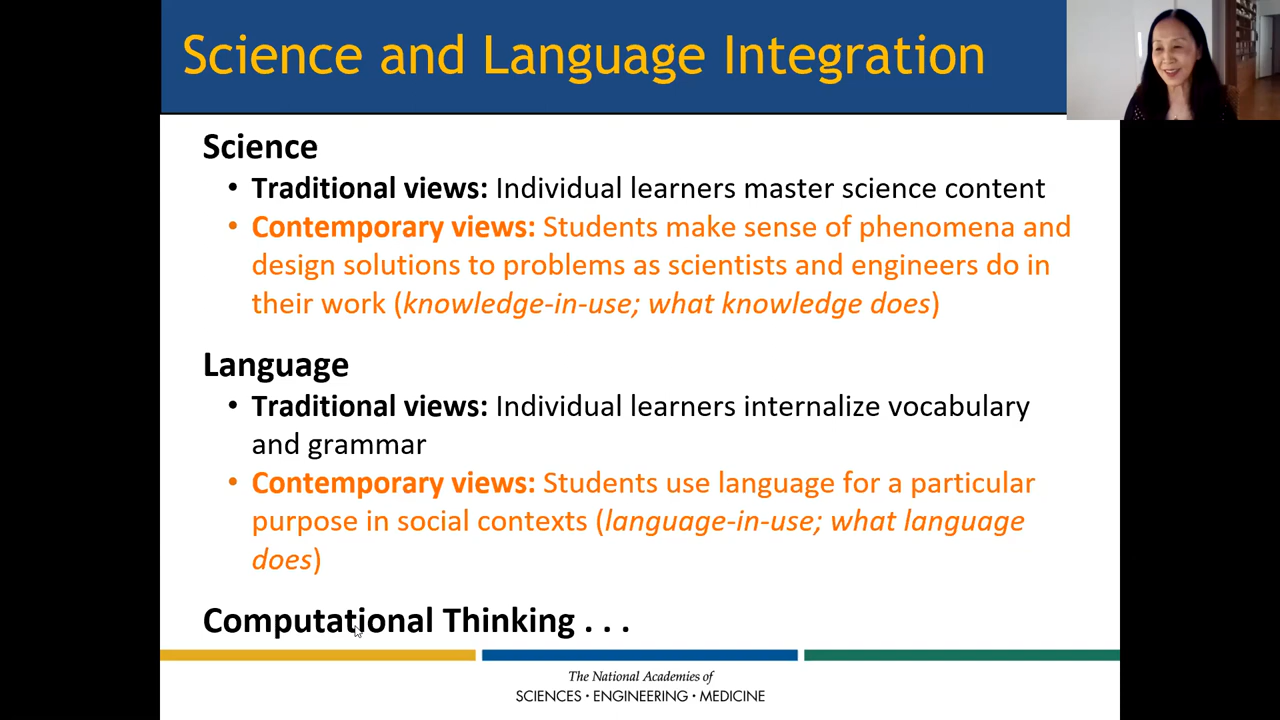 Science and Language Integration
Science
• Traditional views: Individual learners master science content
• Contemporary views: Students make sense of phenomena and
design solutions to problems as scientists and engineers do in
their work (knowledge-in-use; what knowledge does)
Language
• Traditional views: Individual learners internalize vocabulary
and grammar
• Contemporary views: Students use language for a particular
purpose in social contexts (language-in-use; what language
does)
Computational Thinking . . .
The National Academies of
SCIENCES · ENGINEERING · MEDICINE